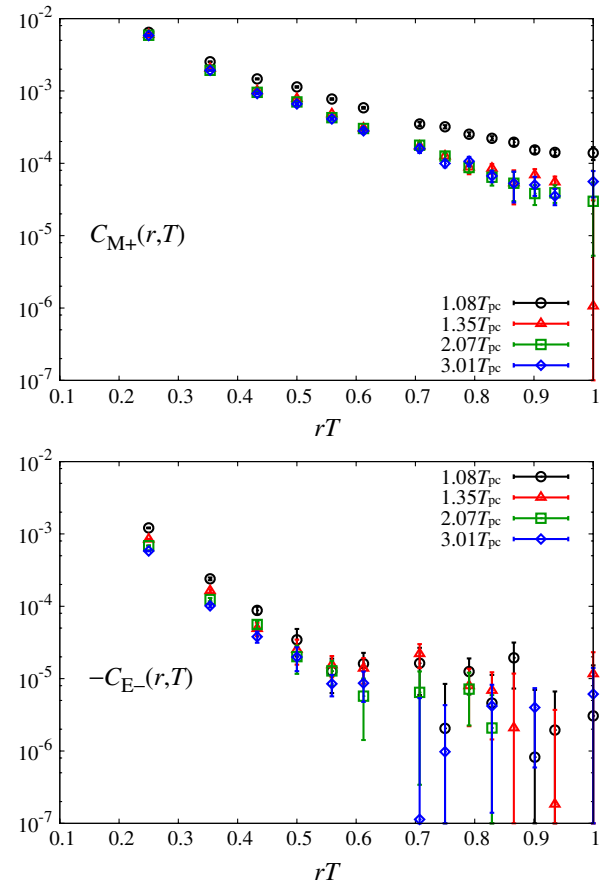 10⁻²
10⁻³
10⁻⁴
10⁻⁵
10⁻⁶
10⁻⁷
C_M+(r,T)
1.08T_pc
1.35T_pc
2.07T_pc
3.01T_pc
0.1 0.2 0.3 0.4 0.5 0.6 0.7 0.8 0.9 1
rT
10⁻²
10⁻³
10⁻⁴
10⁻⁵
10⁻⁶
10⁻⁷
1.08T_pc
1.35T_pc
2.07T_pc
3.01T_pc
−C_E−(r,T)
0.1 0.2 0.3 0.4 0.5 0.6 0.7 0.8 0.9 1
rT